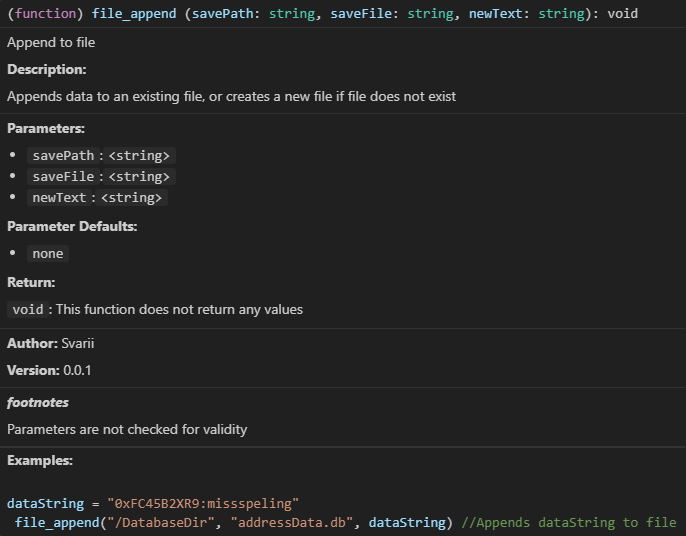 (function) file_append (savePath: string, saveFile: string, newText: string): void
Append to file
Description:
Appends data to an existing file, or creates a new file if file does not exist
Parameters:
• savePath : <string>
• saveFile : <string>
• newText : <string>
Parameter Defaults:
• none
Return:
void : This function does not return any values
Author: Svarii
Version: 0.0.1
footnotes
Parameters are not checked for validity
Examples:
dataString = "0xFC45B2XR9:missspeling"
file_append("/DatabaseDir", "addressData.db", dataString) //Appends dataString to file